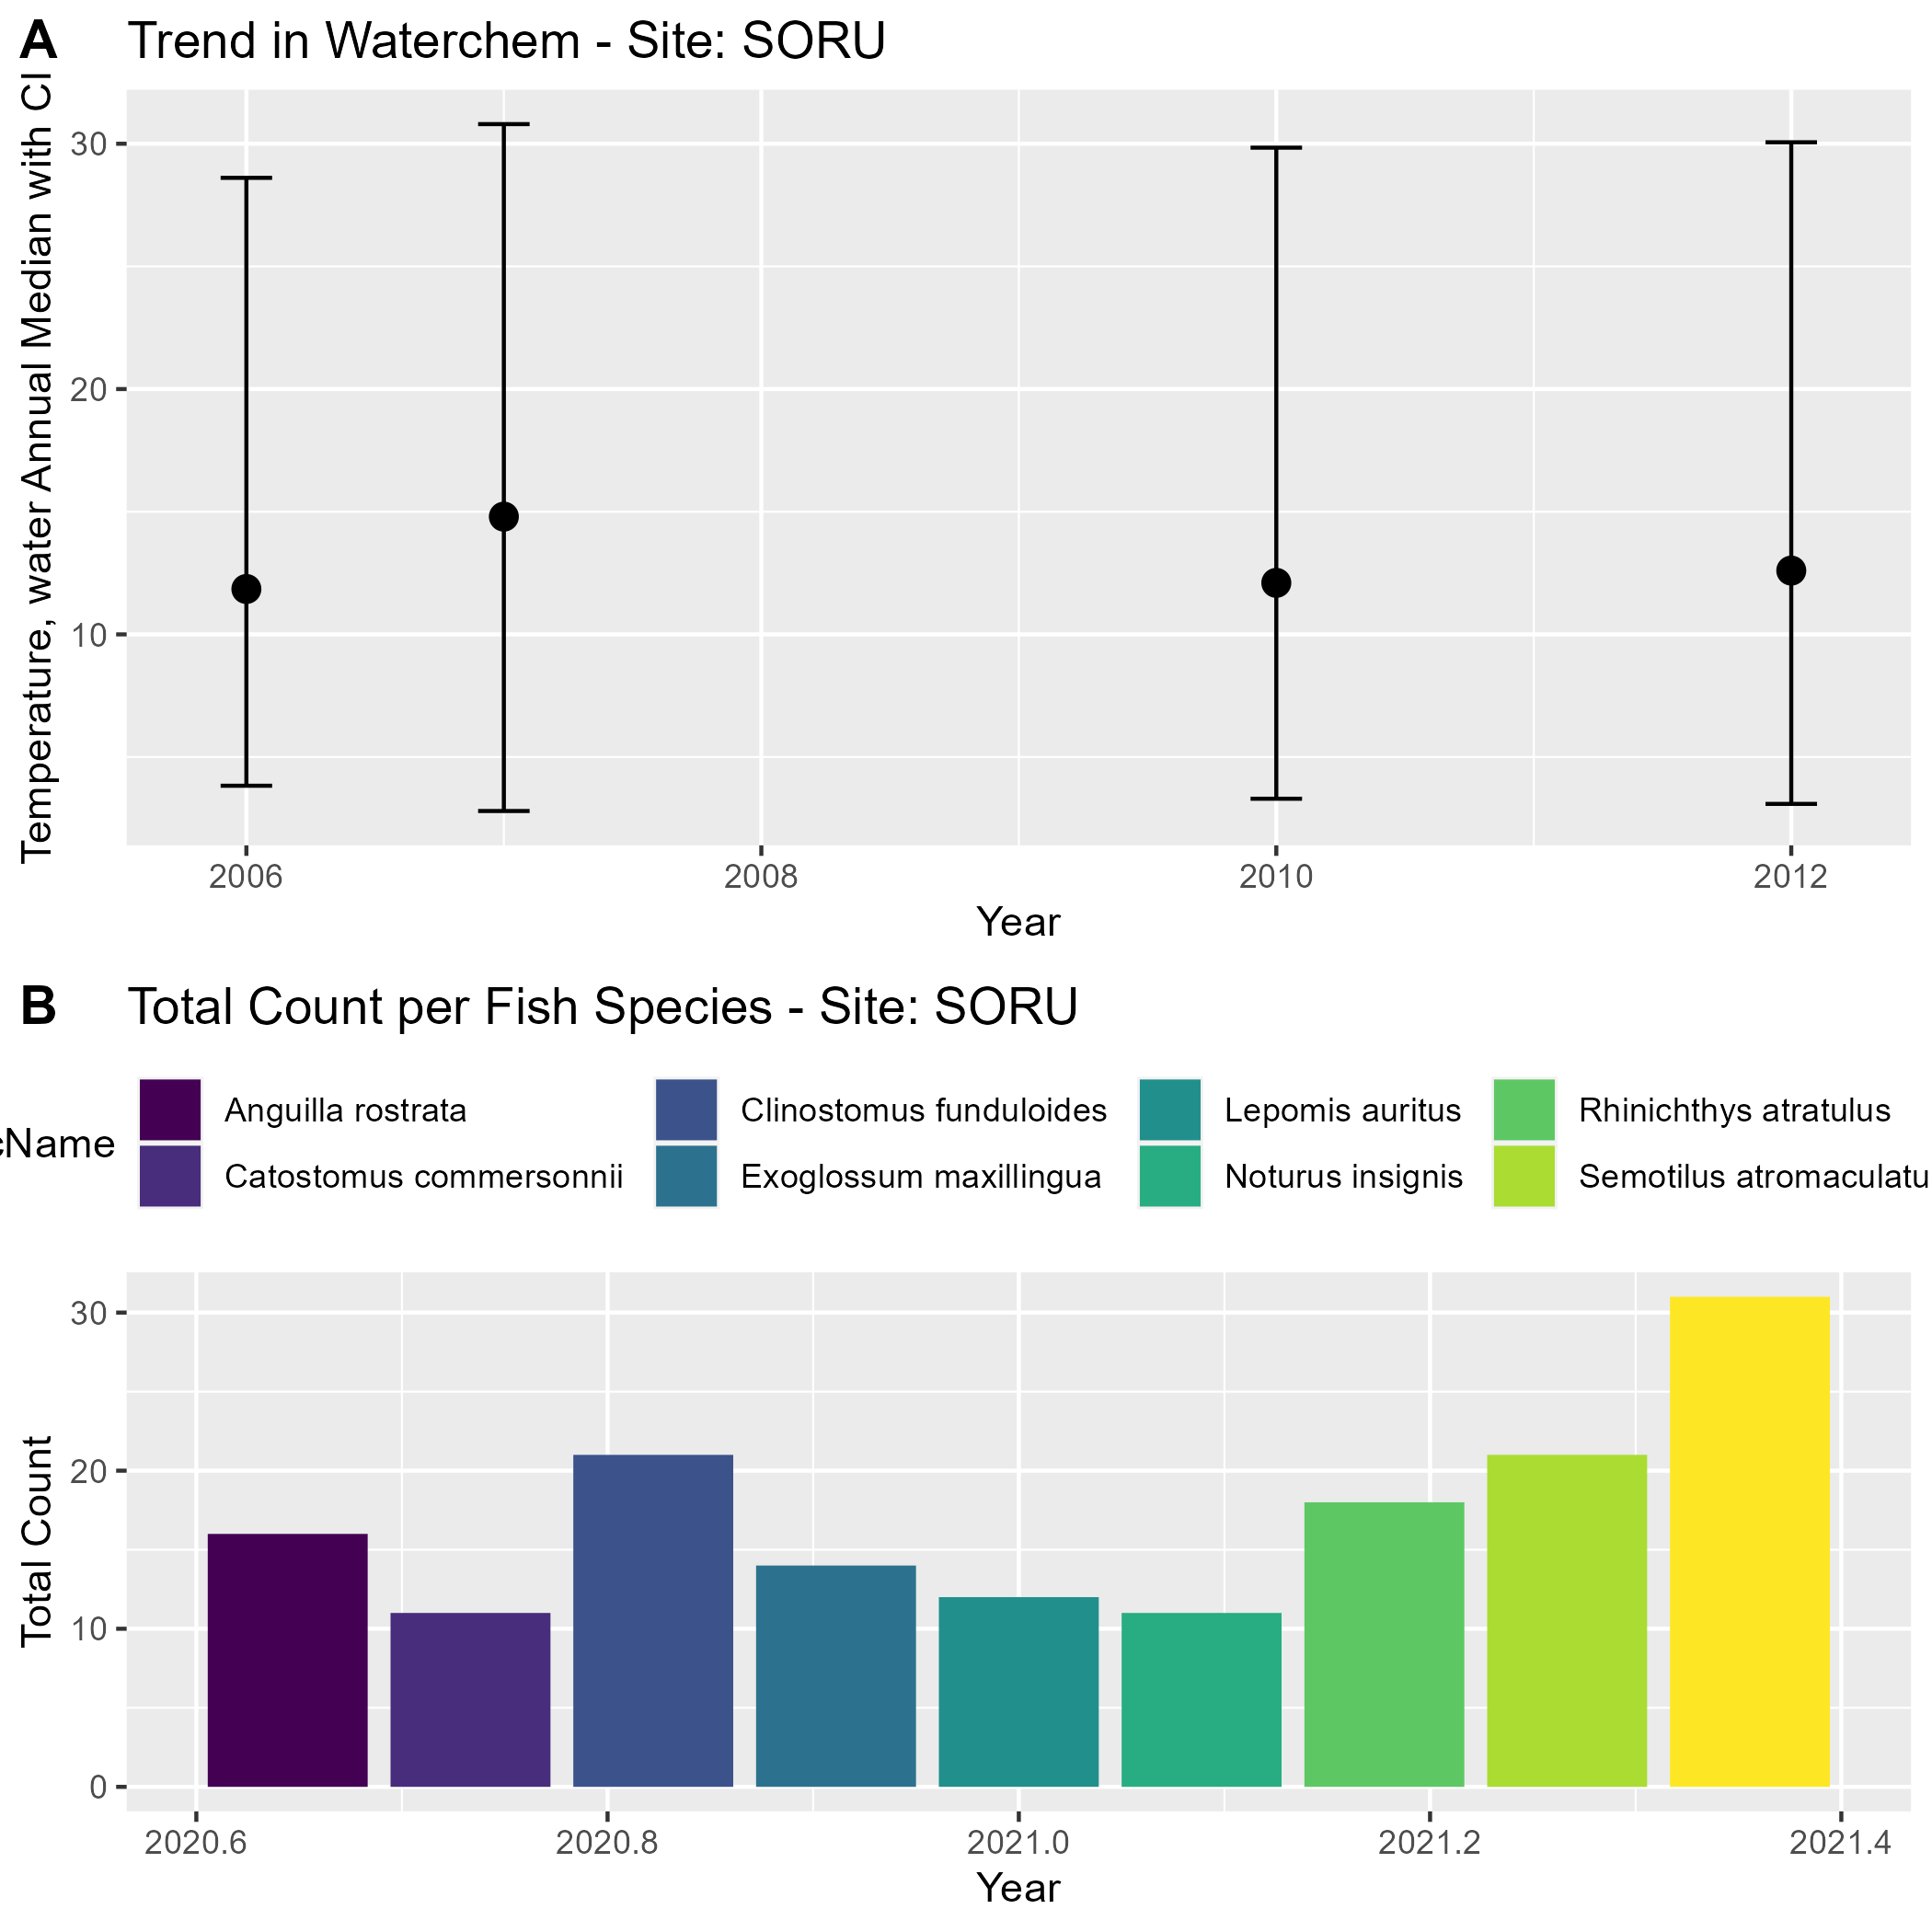 A Trend in Waterchem - Site: SORU
Temperature, water Annual Median with CI
30
20
10
2006 2008 2010 2012
Year
B Total Count per Fish Species - Site: SORU
cName
Anguilla rostrata Clinostomus funduloides Lepomis auritus Rhinichthys atratulus
Catostomus commersonnii Exoglossum maxillingua Noturus insignis Semotilus atromaculatu
Total Count
30
20
10
0
2020.6 2020.8 2021.0 2021.2 2021.4
Year